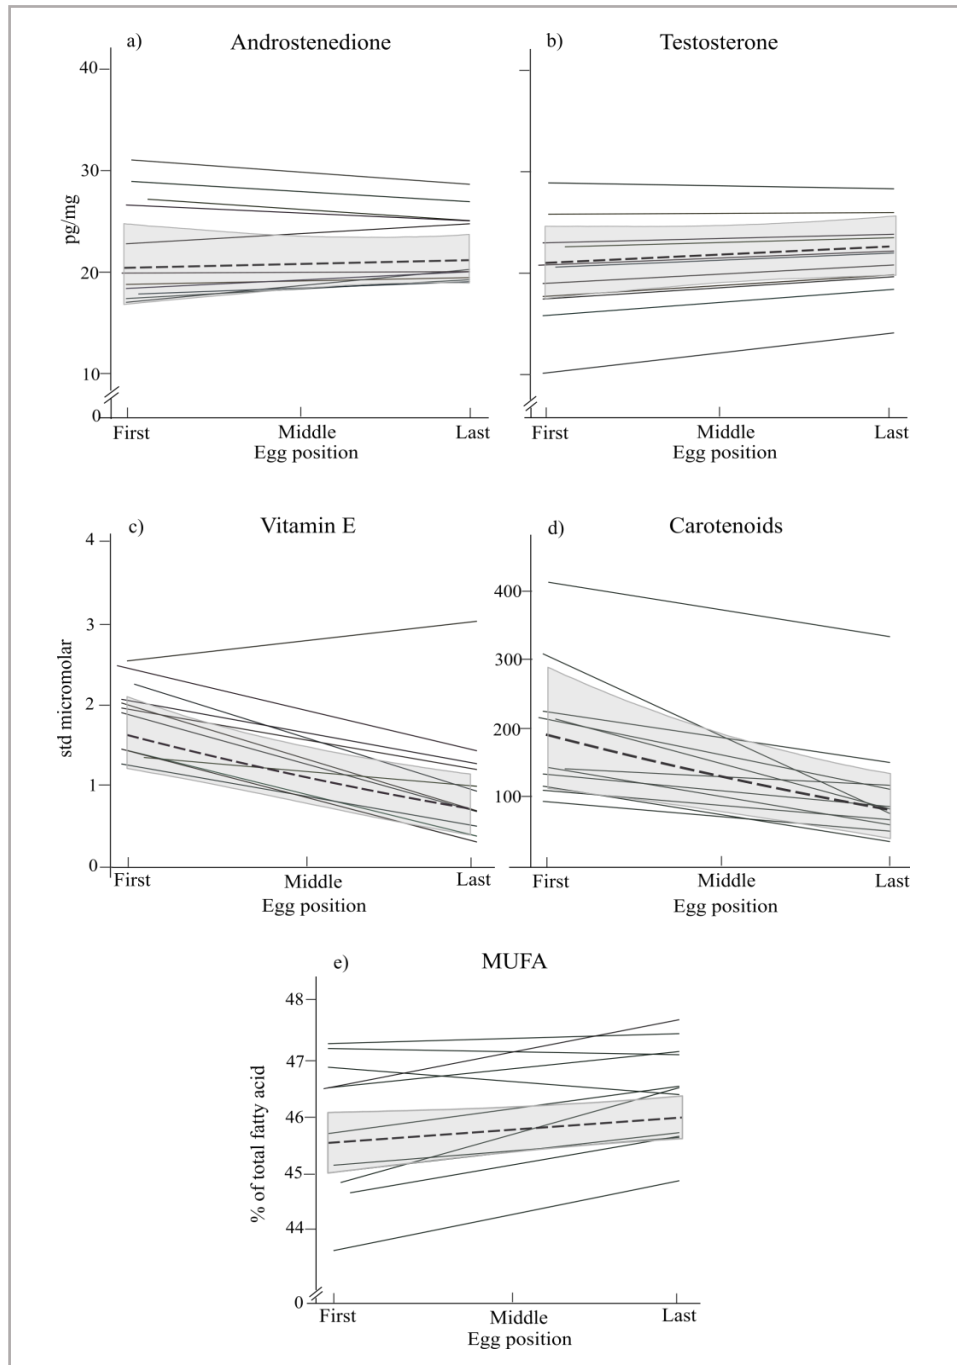 a) Androstenedione
40
30
pg/mg
20
10
0
First Middle Last
Egg position
b) Testosterone
First Middle Last
Egg position
c) Vitamin E
4
3
std micromolar
2
1
0
First Middle Last
Egg position
d) Carotenoids
400
300
200
100
First Middle Last
Egg position
e) MUFA
48
47
% of total fatty acid
46
45
44
0
First Middle Last
Egg position